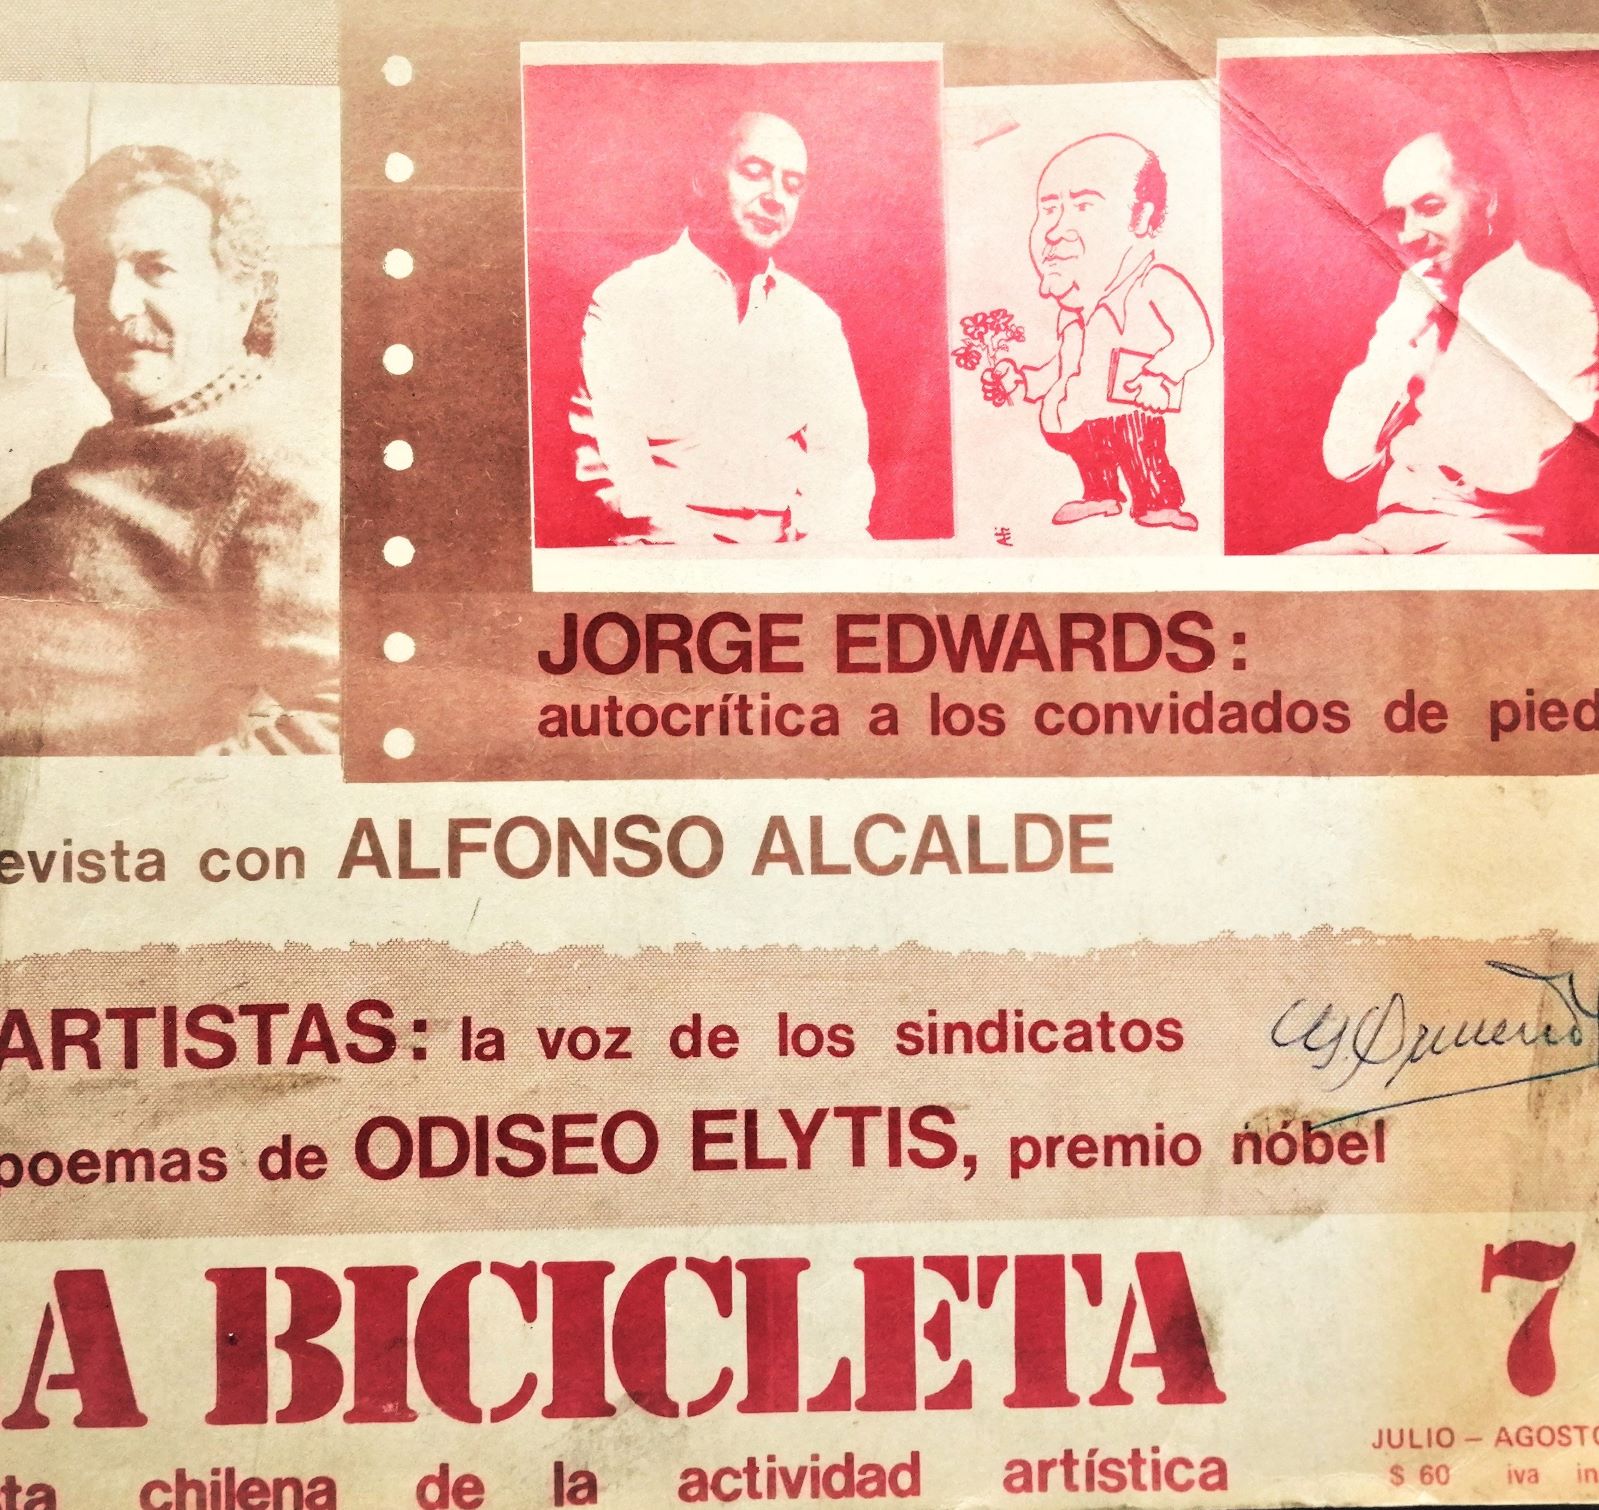 JORGE EDWARDS:
autocrítica a los convidados de pied
evista con ALFONSO ALCALDE
ARTISTAS: la voz de los sindicatos
poemas de ODISEO ELYTIS, premio nóbel
A BICICLETA 7
JULIO – AGOSTO
$ 60 iva in
ta chilena de la actividad artística